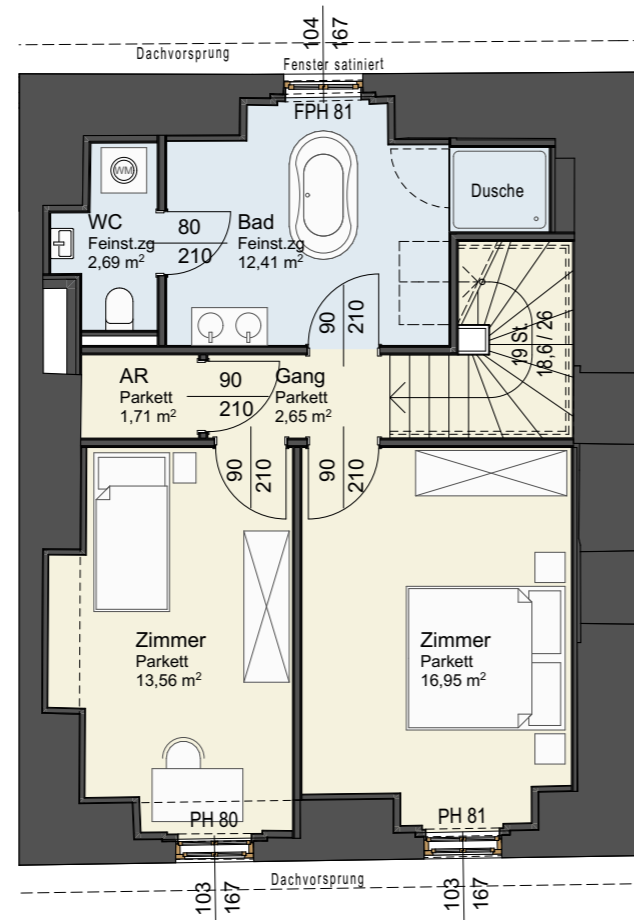 104
167
Dachvorsprung
Fenster satiniert
FPH 81
WM
WC
Feinst.zg
2,69 m²
80
210
Bad
Feinst.zg
12,41 m²
Dusche
90
210
19 St.
18,6 / 26
AR
Parkett
1,71 m²
90
210
Gang
Parkett
2,65 m²
90
210
90
210
Zimmer
Parkett
13,56 m²
Zimmer
Parkett
16,95 m²
PH 80
PH 81
Dachvorsprung
103
167
103
167